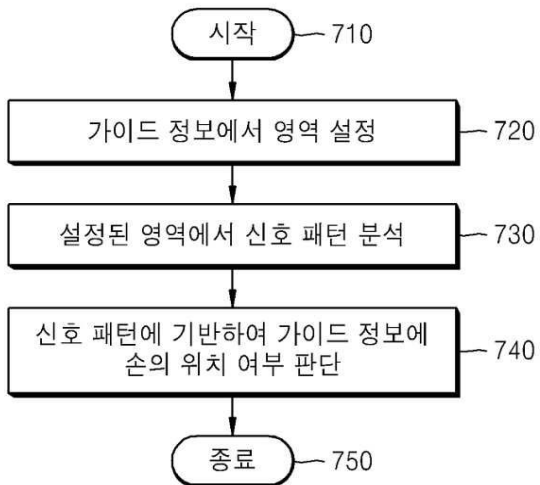 시작
710
가이드 정보에서 영역 설정
720
설정된 영역에서 신호 패턴 분석
730
신호 패턴에 기반하여 가이드 정보에
손의 위치 여부 판단
740
종료
750